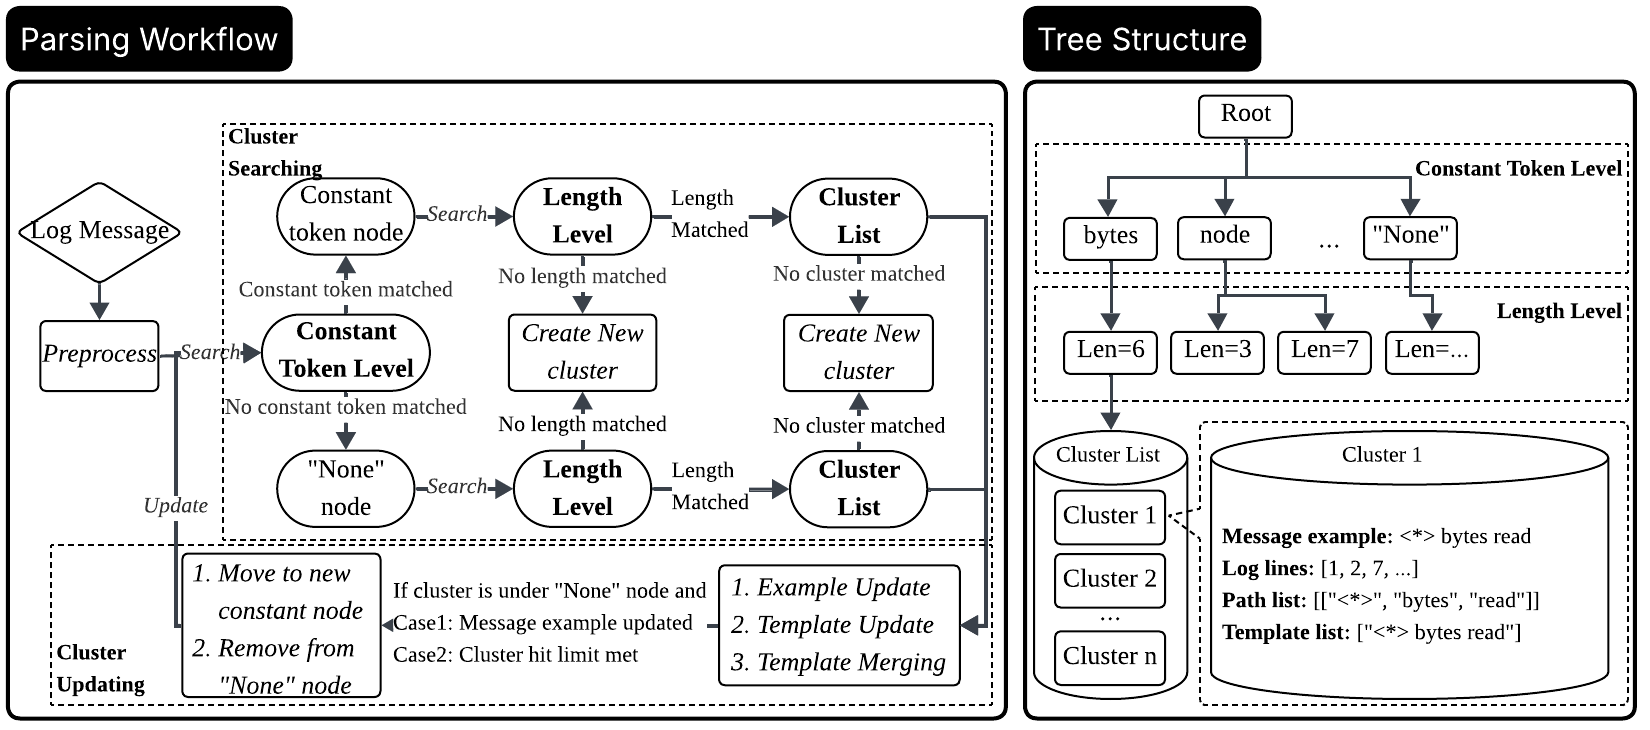 Parsing Workflow
Cluster
Searching
Log Message
Preprocess
Search
Constant
token node
Search
Length
Level
Length
Matched
Cluster
List
Constant token matched
No length matched
No cluster matched
Constant
Token Level
Create New
cluster
Create New
cluster
No constant token matched
No length matched
No cluster matched
"None"
node
Search
Length
Level
Length
Matched
Cluster
List
Update
Cluster
Updating
1. Move to new
constant node
2. Remove from
"None" node
If cluster is under "None" node and
Case1: Message example updated
Case2: Cluster hit limit met
1. Example Update
2. Template Update
3. Template Merging
Tree Structure
Root
Constant Token Level
bytes
node
...
"None"
Length Level
Len=6
Len=3
Len=7
Len=...
Cluster List
Cluster 1
Cluster 2
...
Cluster n
Cluster 1
Message example: <*> bytes read
Log lines: [1, 2, 7, ...]
Path list: [["<*>", "bytes", "read"]]
Template list: ["<*> bytes read"]